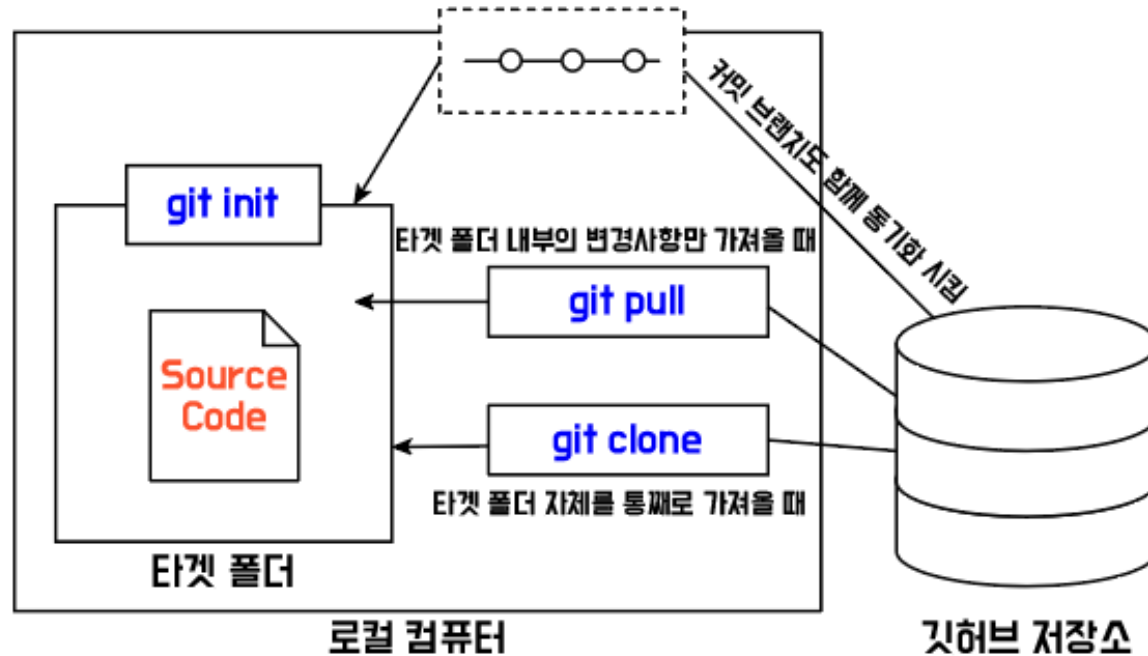 커밋 브랜치도 함께 동기화 시킴
git init
타겟 폴더 내부의 변경사항만 가져올 때
git pull
Source
Code
git clone
타겟 폴더 자체를 통째로 가져올 때
타겟 폴더
로컬 컴퓨터
깃허브 저장소